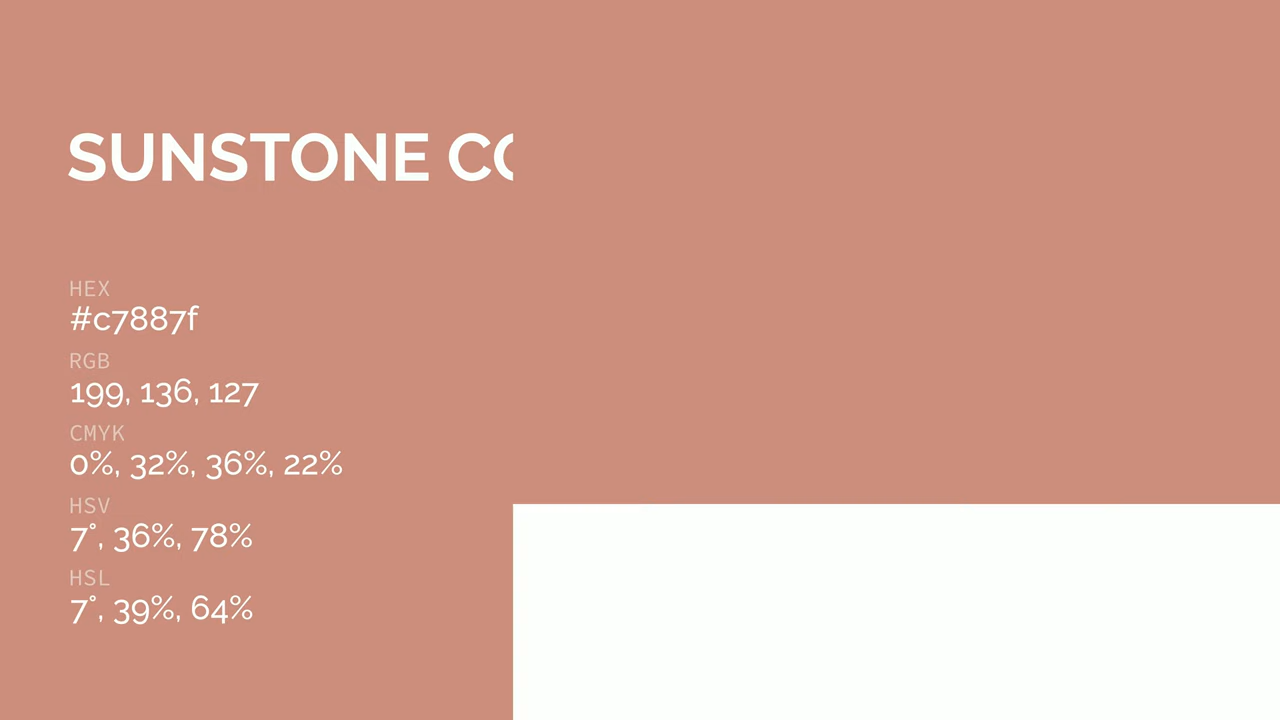 SUNSTONE CO
HEX
#c7887f
RGB
199, 136, 127
CMYK
0%, 32%, 36%, 22%
HSV
7°, 36%, 78%
HSL
7°, 39%, 64%